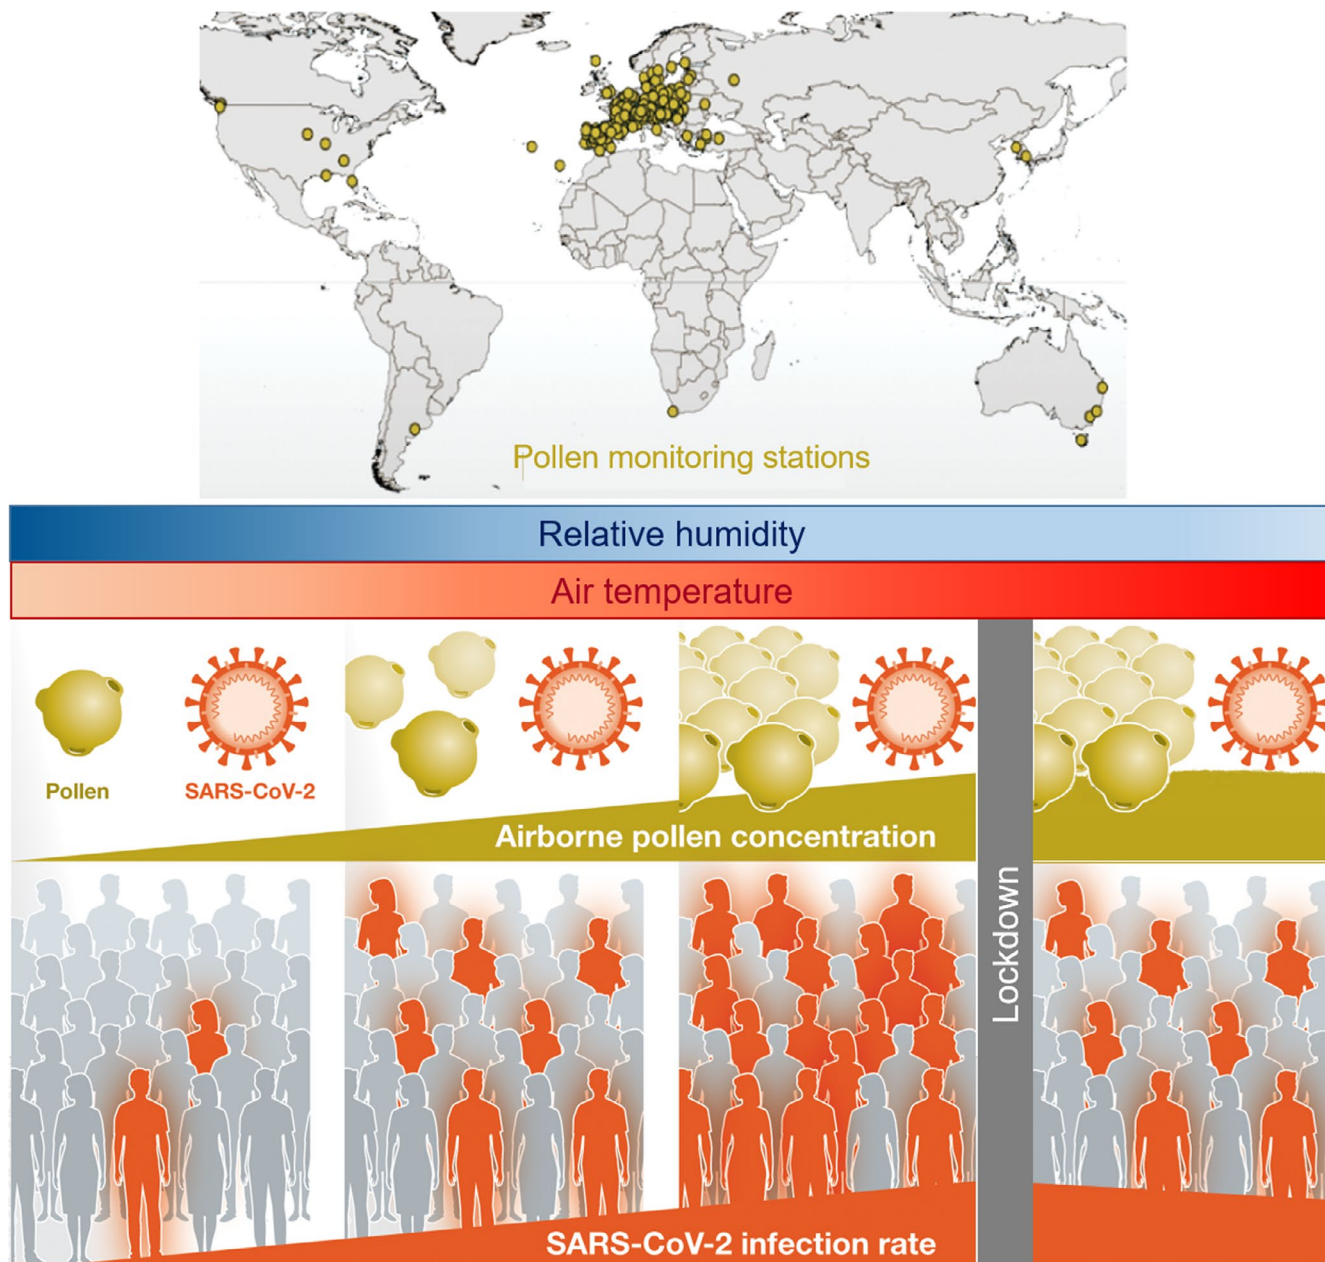 Pollen monitoring stations
Relative humidity
Air temperature
Pollen
SARS-CoV-2
Airborne pollen concentration
Lockdown
SARS-CoV-2 infection rate